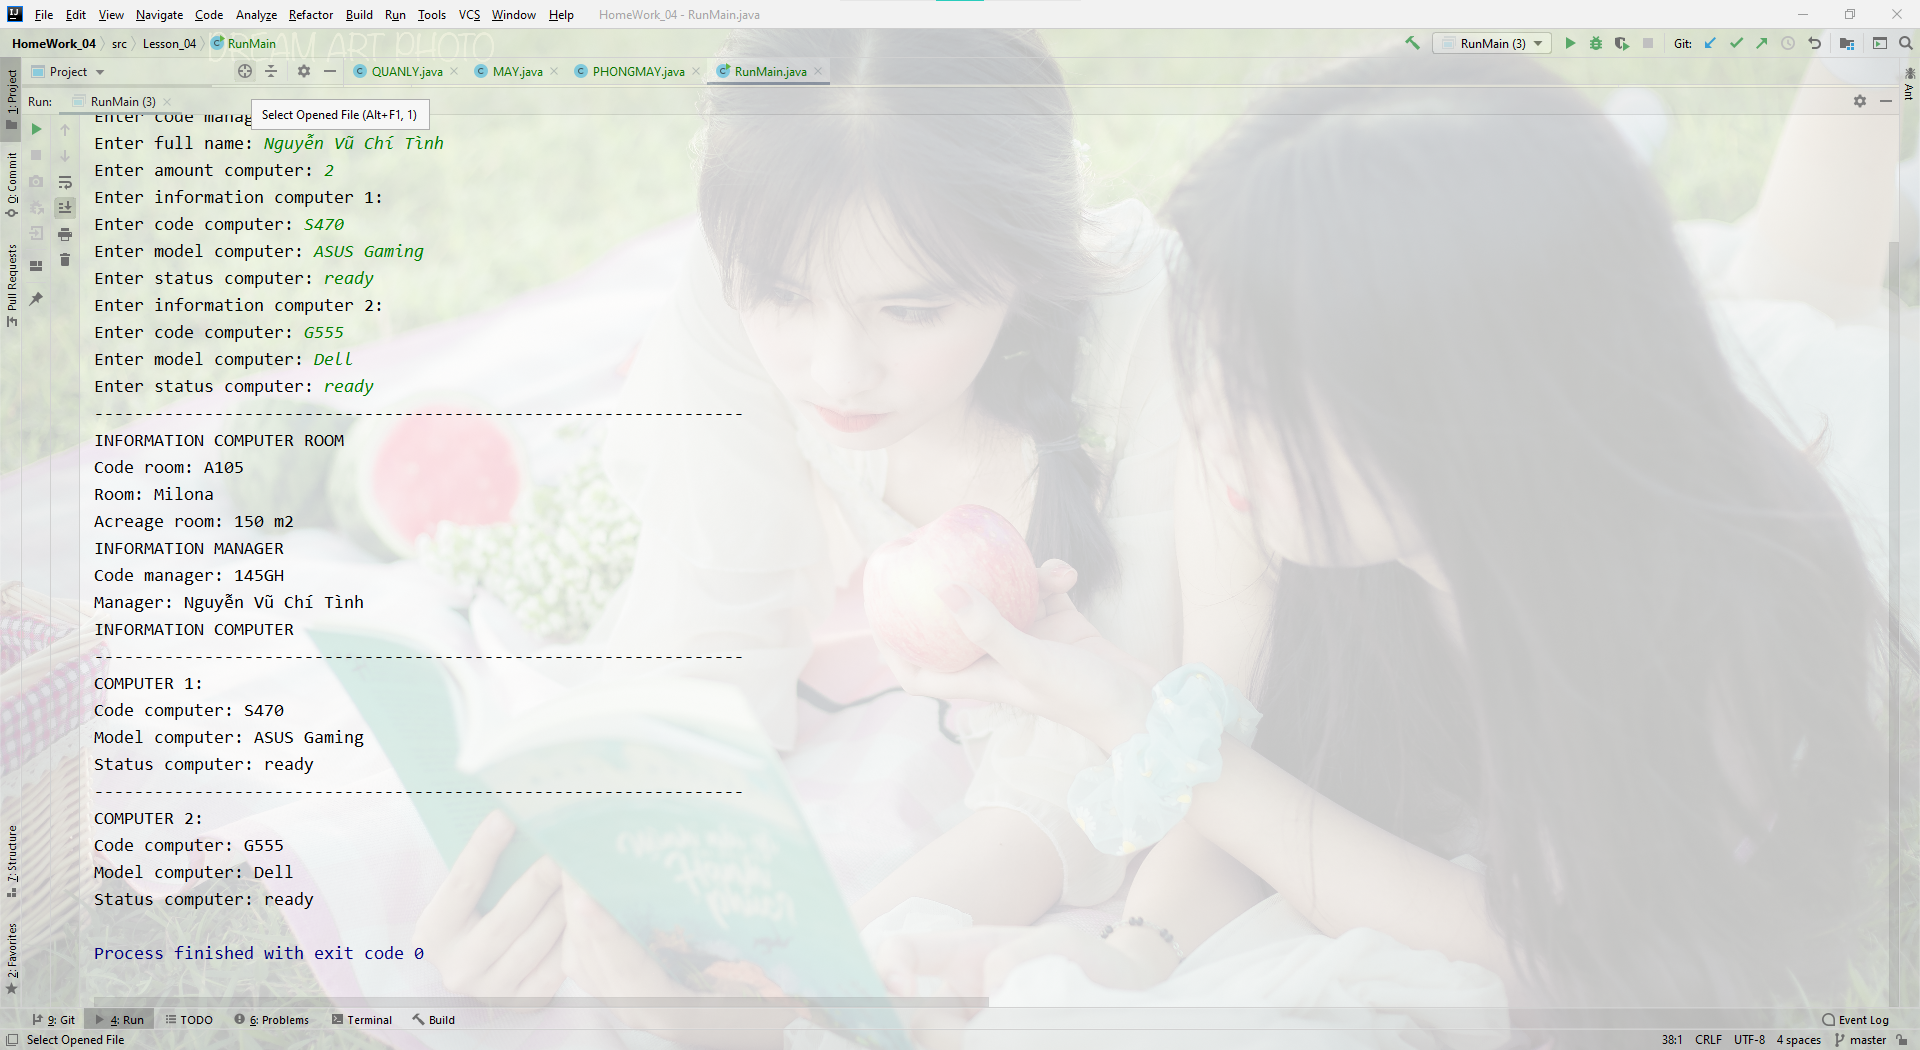 File Edit View Navigate Code Analyze Refactor Build Run Tools VCS Window Help HomeWork_04 - RunMain.java
DREAM ART PHOTO
HomeWork_04 src Lesson_04 RunMain RunMain (3) Git:
Project QUANLY.java MAY.java PHONGMAY.java RunMain.java
Run: RunMain (3)
Select Opened File (Alt+F1, 1)
1: Project
0: Commit
Pull Requests
7: Structure
2: Favorites
Ant
Enter code manag
Enter full name: Nguyễn Vũ Chí Tình
Enter amount computer: 2
Enter information computer 1:
Enter code computer: S470
Enter model computer: ASUS Gaming
Enter status computer: ready
Enter information computer 2:
Enter code computer: G555
Enter model computer: Dell
Enter status computer: ready
-----------------------------------------------------------------
INFORMATION COMPUTER ROOM
Code room: A105
Room: Milona
Acreage room: 150 m2
INFORMATION MANAGER
Code manager: 145GH
Manager: Nguyễn Vũ Chí Tình
INFORMATION COMPUTER
-----------------------------------------------------------------
COMPUTER 1:
Code computer: S470
Model computer: ASUS Gaming
Status computer: ready
-----------------------------------------------------------------
COMPUTER 2:
Code computer: G555
Model computer: Dell
Status computer: ready
Process finished with exit code 0
9: Git 4: Run TODO 6: Problems Terminal Build Event Log
Select Opened File 38:1 CRLF UTF-8 4 spaces master